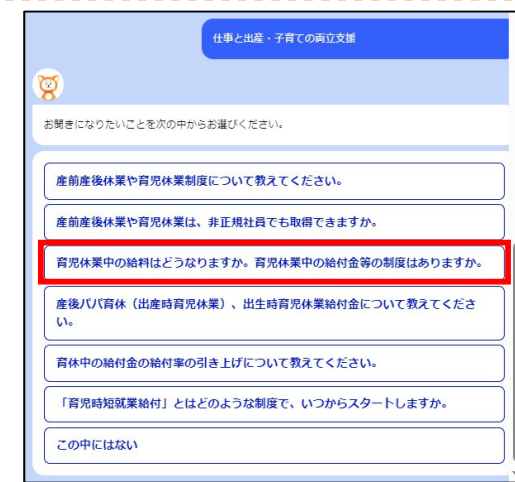 仕事と出産・子育ての両立支援
お聞きになりたいことを次の中からお選びください。
産前産後休業や育児休業制度について教えてください。
産前産後休業や育児休業は、非正規社員でも取得できますか。
育児休業中の給料はどうなりますか。育児休業中の給付金等の制度はありますか。
産後パパ育休（出産時育児休業）、出生時育児休業給付金について教えてくださ
い。
育休中の給付金の給付率の引き上げについて教えてください。
「育児時短就業給付」とはどのような制度で、いつからスタートしますか。
この中にはない